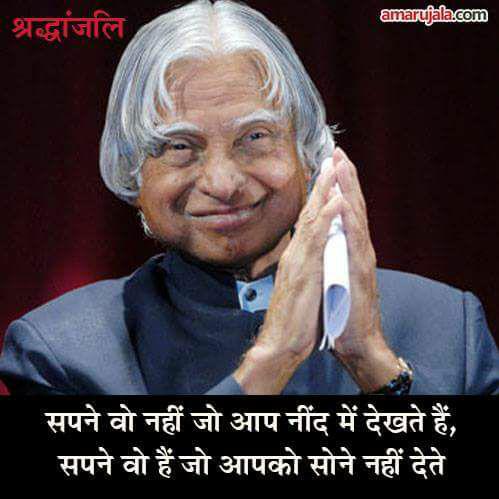 श्रद्धांजलि
amarujala.com
सपने वो नहीं जो आप नींद में देखते हैं,
सपने वो हैं जो आपको सोने नहीं देते